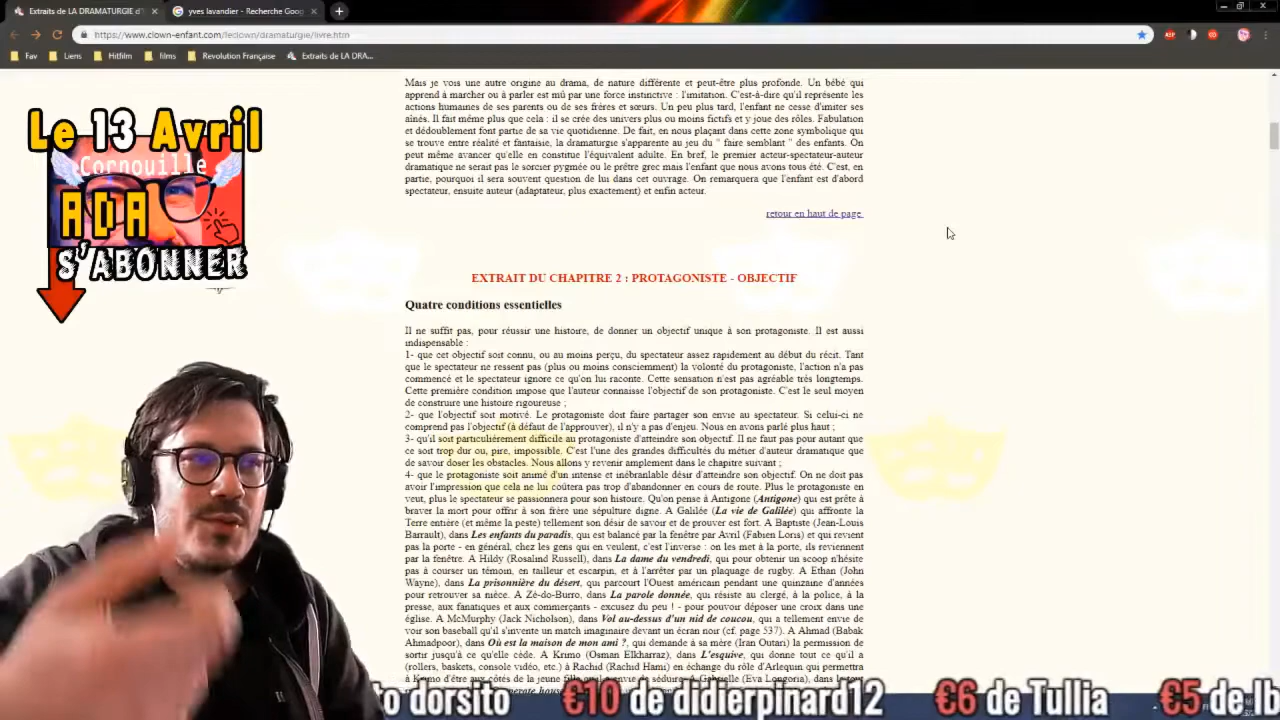 Extraits de LA DRAMATURGIE d'Y
yves lavandier - Recherche Goog
https://www.clown-enfant.com/leclown/dramaturgie/livre.htm
Fav
Liens
Hitfilm
films
Revolution Française
Extraits de LA DRA...
Mais je vois une autre origine au drama, de nature différente et peut-être plus profonde. Un bébé qui
apprend à marcher ou à parler est mû par une force instinctive : l'imitation. C'est-à-dire qu'il représente les
actions humaines de ses parents ou de ses frères et sœurs. Un peu plus tard, l'enfant ne cesse d'imiter ses
aînés. Il fait même plus que cela : il se crée des univers plus ou moins fictifs et y joue des rôles. Fabulation
et dédoublement font partie de sa vie quotidienne. De fait, en nous plaçant dans cette zone symbolique qui
se trouve entre réalité et fantaisie, la dramaturgie s'apparente au jeu du " faire semblant " des enfants. On
peut même avancer qu'elle en constitue l'équivalent adulte. En bref, le premier acteur-spectateur-auteur
dramatique ne serait pas le sorcier pygmée ou le prêtre grec mais l'enfant que nous avons tous été. C'est, en
partie, pourquoi il sera souvent question de lui dans cet ouvrage. On remarquera que l'enfant est d'abord
spectateur, ensuite auteur (adaptateur, plus exactement) et enfin acteur.
retour en haut de page
EXTRAIT DU CHAPITRE 2 : PROTAGONISTE - OBJECTIF
Quatre conditions essentielles
Il ne suffit pas, pour réussir une histoire, de donner un objectif unique à son protagoniste. Il est aussi
indispensable :
1- que cet objectif soit connu, ou au moins perçu, du spectateur assez rapidement au début du récit. Tant
que le spectateur ne ressent pas (plus ou moins consciemment) la volonté du protagoniste, l'action n'a pas
commencé et le spectateur ignore ce qu'on lui raconte. Cette sensation n'est pas agréable très longtemps.
Cette première condition impose que l'auteur connaisse l'objectif de son protagoniste. C'est le seul moyen
de construire une histoire rigoureuse ;
2- que l'objectif soit motivé. Le protagoniste doit faire partager son envie au spectateur. Si celui-ci ne
comprend pas l'objectif (à défaut de l'approuver), il n'y a pas d'enjeu. Nous en avons parlé plus haut ;
3- qu'il soit particulièrement difficile au protagoniste d'atteindre son objectif. Il ne faut pas pour autant que
ce soit trop dur ou, pire, impossible. C'est l'une des grandes difficultés du métier d'auteur dramatique que
de savoir doser les obstacles. Nous allons y revenir amplement dans le chapitre suivant ;
4- que le protagoniste soit animé d'un intense et inébranlable désir d'atteindre son objectif. On ne doit pas
avoir l'impression que cela ne lui coûtera pas trop d'abandonner en cours de route. Plus le protagoniste en
veut, plus le spectateur se passionnera pour son histoire. Qu'on pense à Antigone (Antigone) qui est prête à
braver la mort pour offrir à son frère une sépulture digne. A Galilée (La vie de Galilée) qui affronte la
Terre entière (et même la peste) tellement son désir de savoir et de prouver est fort. A Baptiste (Jean-Louis
Barrault), dans Les enfants du paradis, qui est balancé par la fenêtre par Avril (Fabien Loris) et qui revient
pas la porte - en général, chez les gens qui en veulent, c'est l'inverse : on les met à la porte, ils reviennent
par la fenêtre. A Hildy (Rosalind Russell), dans La dame du vendredi, qui pour obtenir un scoop n'hésite
pas à courser un témoin, en tailleur et escarpin, et à l'arrêter par un plaquage de rugby. A Ethan (John
Wayne), dans La prisonnière du désert, qui parcourt l'Ouest américain pendant une quinzaine d'années
pour retrouver sa nièce. A Zé-do-Burro, dans La parole donnée, qui résiste au clergé, à la police, à la
presse, aux fanatiques et aux commerçants - excusez du peu ! - pour pouvoir déposer une croix dans une
église. A McMurphy (Jack Nicholson), dans Vol au-dessus d'un nid de coucou, qui a tellement envie de
voir son baseball qu'il s'invente un match imaginaire devant un écran noir (cf. page 537). A Ahmad (Babak
Ahmadpoor), dans Où est la maison de mon ami ?, qui demande à sa mère (Iran Outari) la permission de
sortir jusqu'à ce qu'elle cède. A Krimo (Osman Elkharraz), dans L'esquive, qui donne tout ce qu'il a
(rollers, baskets, console vidéo, etc.) à Rachid (Rachid Hami) en échange du rôle d'Arlequin qui permettra
à Krimo d'être aux côtés de la jeune fille qu'il a envie de séduire. A Gabrielle (Eva Longoria), dans
Le 13 Avril
Cornouille
ADA
S'ABONNER
to dorsito €10 de didierpinard12 €6 de Tullia €5 de Ib